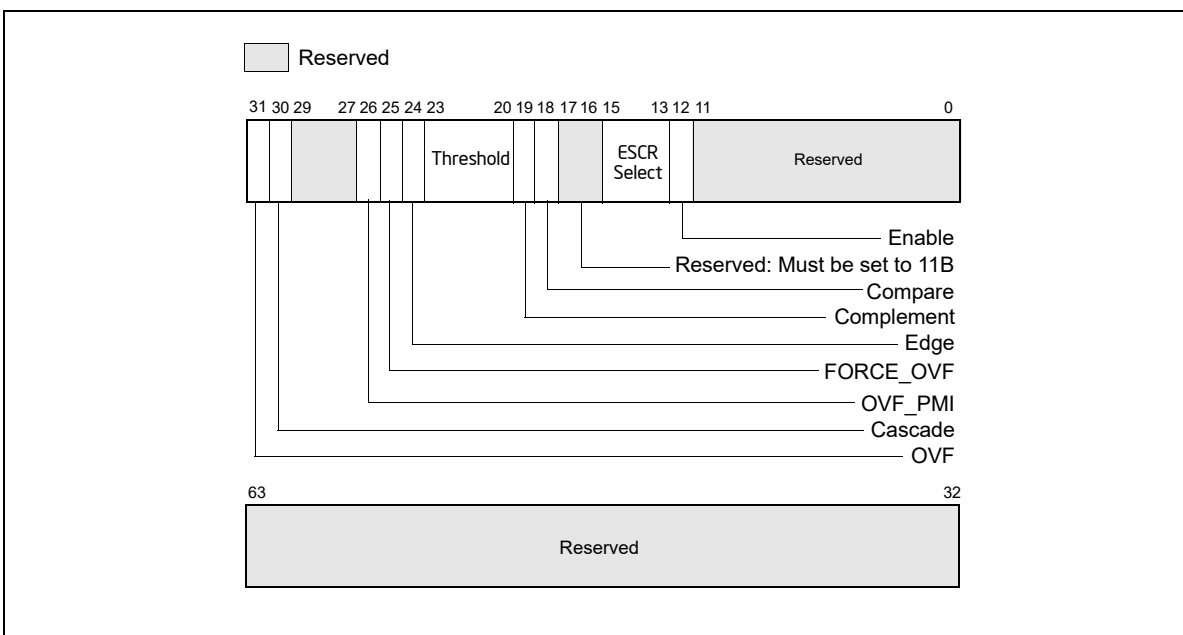 Reserved
31 30 29 27 26 25 24 23 20 19 18 17 16 15 13 12 11 0
Threshold ESCR Select Reserved
Enable
Reserved: Must be set to 11B
Compare
Complement
Edge
FORCE_OVF
OVF_PMI
Cascade
OVF
63 32
Reserved